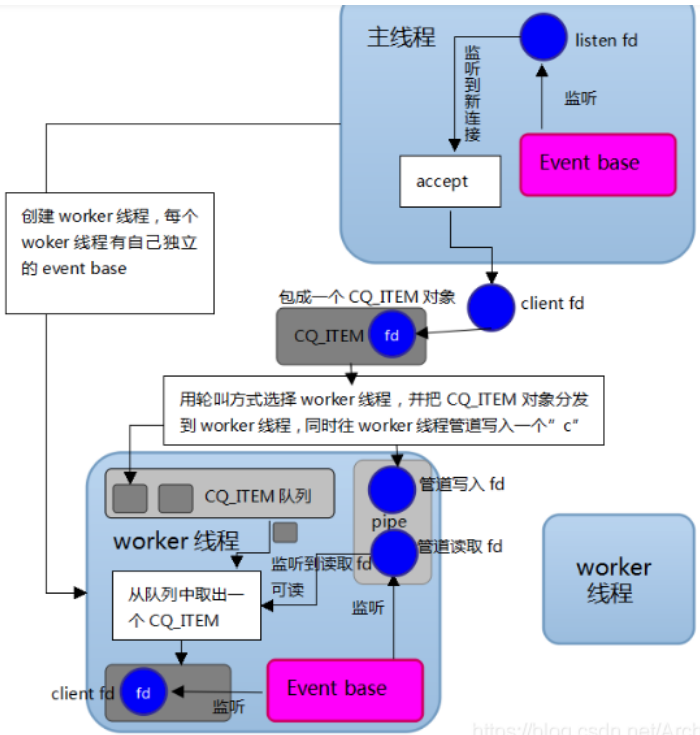 主线程
listen fd
监听到新连接
监听
Event base
accept
创建 worker 线程，每个
woker 线程有自己独立
的 event base
client fd
包成一个 CQ_ITEM 对象
CQ_ITEM
fd
用轮叫方式选择 worker 线程，并把 CQ_ITEM 对象分发
到 worker 线程，同时往 worker 线程管道写入一个”c”
CQ_ITEM 队列
管道写入 fd
pipe
worker 线程
管道读取 fd
监听到读取 fd
可读
从队列中取出一
个 CQ_ITEM
监听
client fd
fd
监听
Event base
worker
线程
https://blog.csdn.net/Arch